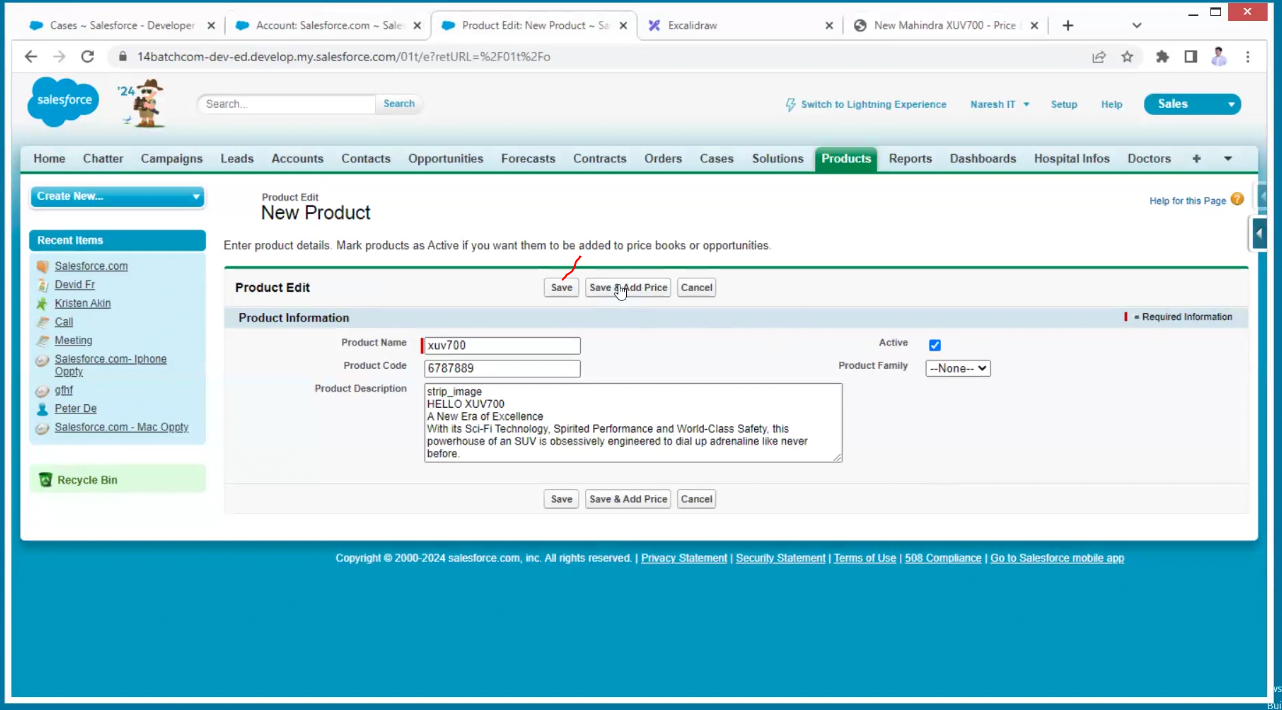 Cases ~ Salesforce - Developer
Account: Salesforce.com ~ Sale
Product Edit: New Product ~ Sa
Excalidraw
New Mahindra XUV700 - Price
14batchcom-dev-ed.develop.my.salesforce.com/01t/e?retURL=%2F01t%2Fo
salesforce
'24
Search...
Search
Switch to Lightning Experience
Naresh IT
Setup
Help
Sales
Home Chatter Campaigns Leads Accounts Contacts Opportunities Forecasts Contracts Orders Cases Solutions Products Reports Dashboards Hospital Infos Doctors +
Create New...
Recent Items
Salesforce.com
Devid Fr
Kristen Akin
Call
Meeting
Salesforce.com- Iphone
Oppty
gfhf
Peter De
Salesforce.com - Mac Oppty
Recycle Bin
Product Edit
New Product
Help for this Page ?
Enter product details. Mark products as Active if you want them to be added to price books or opportunities.
Product Edit
Save Save & Add Price Cancel
Product Information
= Required Information
Product Name xuv700
Active
Product Code 6787889
Product Family --None--
Product Description
strip_image
HELLO XUV700
A New Era of Excellence
With its Sci-Fi Technology, Spirited Performance and World-Class Safety, this
powerhouse of an SUV is obsessively engineered to dial up adrenaline like never
before.
Save Save & Add Price Cancel
Copyright © 2000-2024 salesforce.com, inc. All rights reserved. | Privacy Statement | Security Statement | Terms of Use | 508 Compliance | Go to Salesforce mobile app